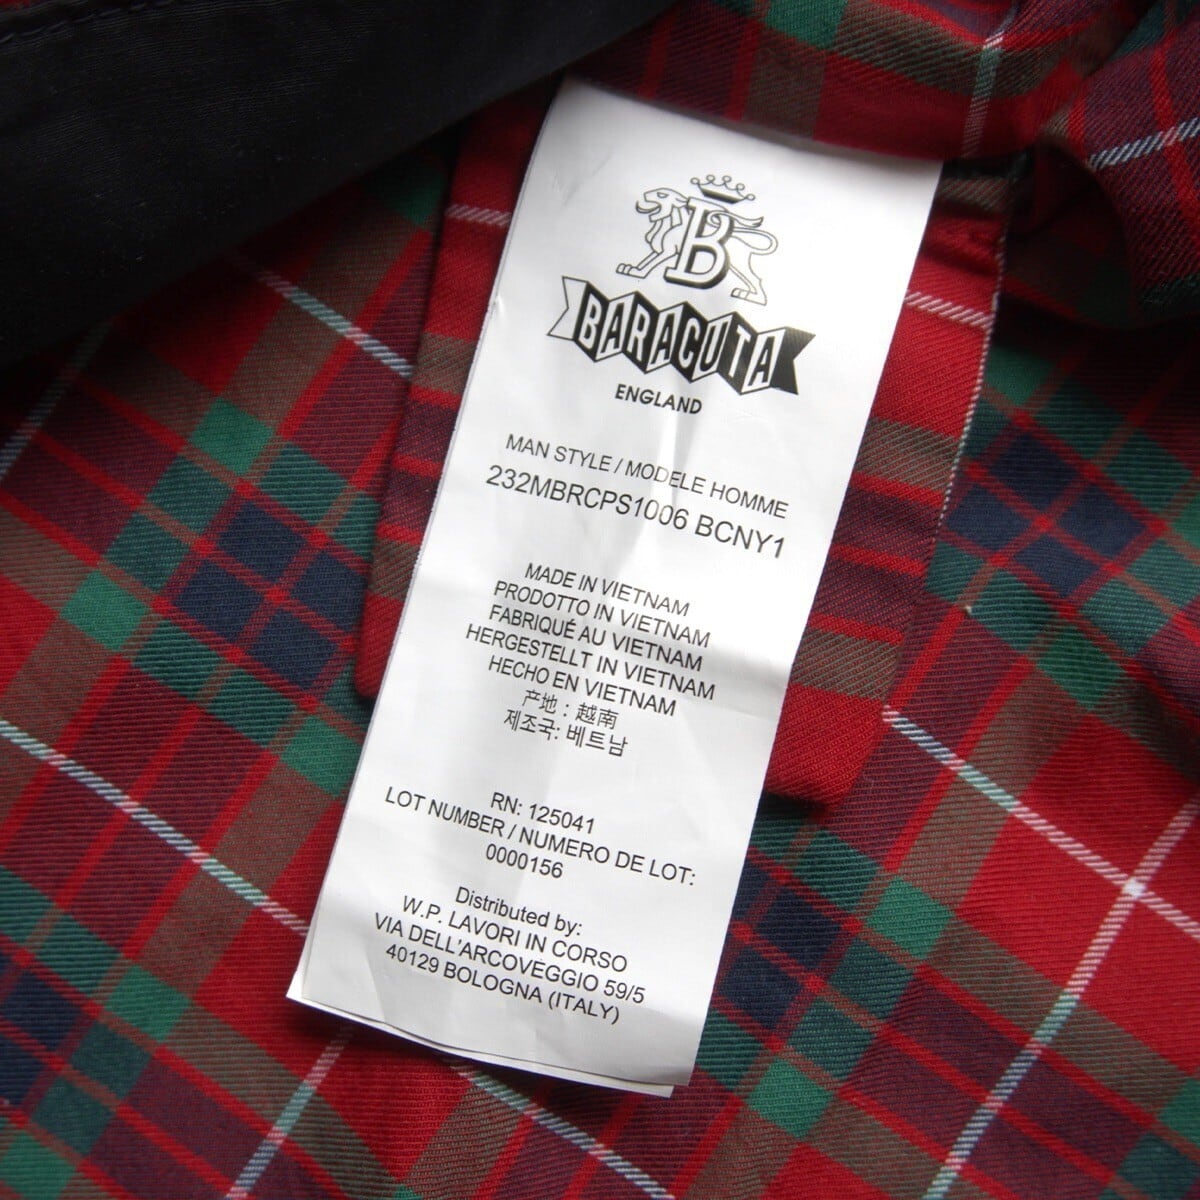 B
BARACUTA
ENGLAND
MAN STYLE / MODELE HOMME
232MBRCPS1006 BCNY1
MADE IN VIETNAM
PRODOTTO IN VIETNAM
FABRIQUÉ AU VIETNAM
HERGESTELLT IN VIETNAM
HECHO EN VIETNAM
产地 : 越南
제조국: 베트남
RN: 125041
LOT NUMBER / NUMERO DE LOT:
0000156
Distributed by:
W.P. LAVORI IN CORSO
VIA DELL'ARCOVEGGIO 59/5
40129 BOLOGNA (ITALY)